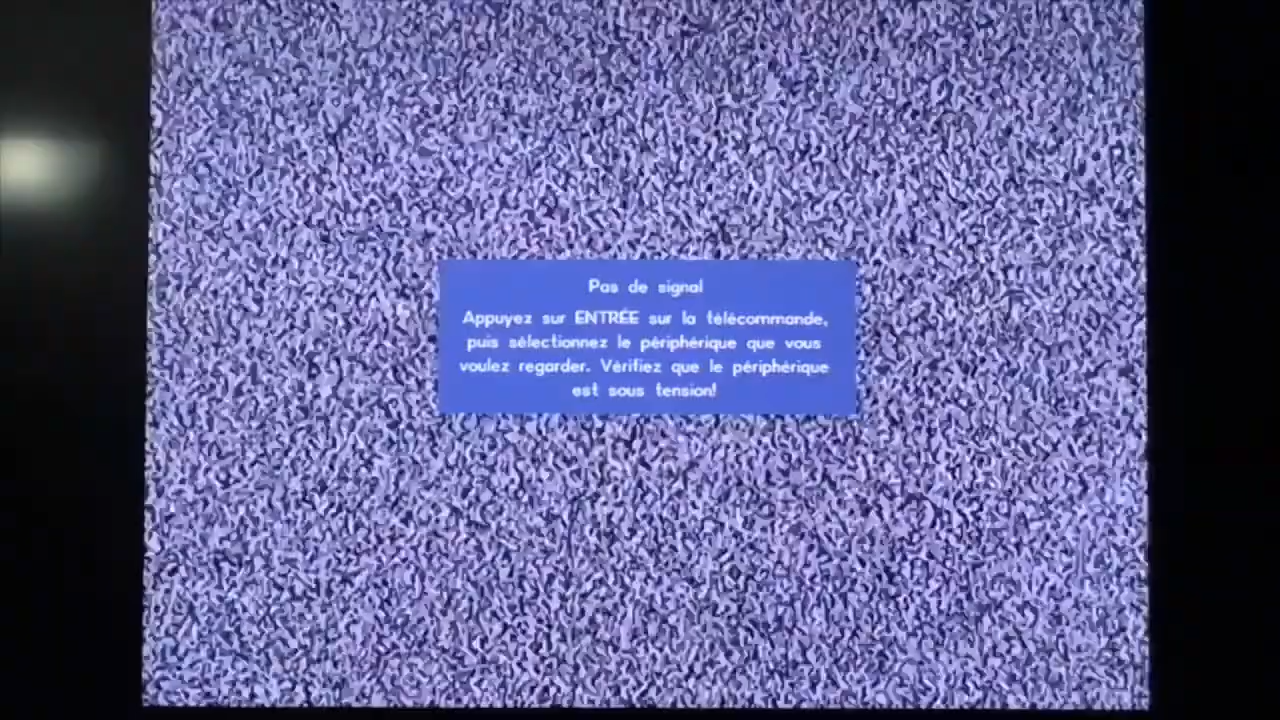 Pas de signal
Appuyez sur ENTRÉE sur la télécommande,
puis sélectionnez le périphérique que vous
voulez regarder. Vérifiez que le périphérique
est sous tension!